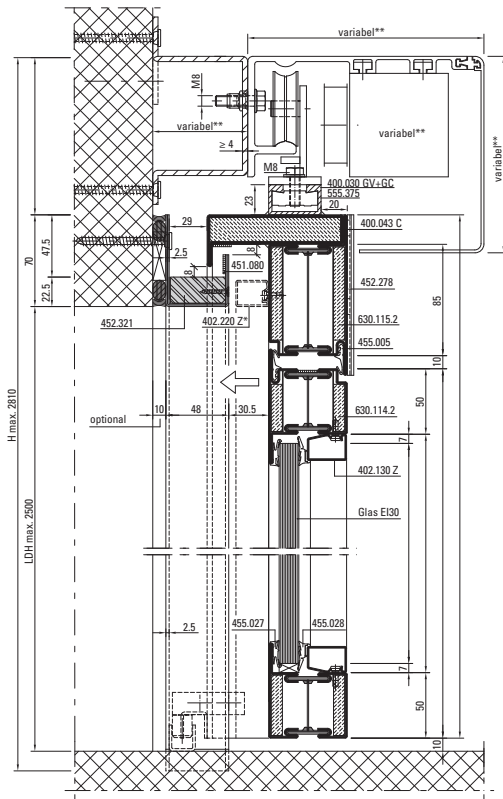 variabel**
M8
variabel**
variabel**
variabel**
≥ 4
M8
400.030 GV+GC
555.375
23
20
29
400.043 C
2.5
8
8
451.080
47.5
70
22.5
452.278
85
452.321
402.220 Z*
630.115.2
455.005
10
10
48
30.5
optional
50
630.114.2
7
402.130 Z
H max. 2810
LDH max. 2500
Glas EI30
455.027
455.028
2.5
7
50
10